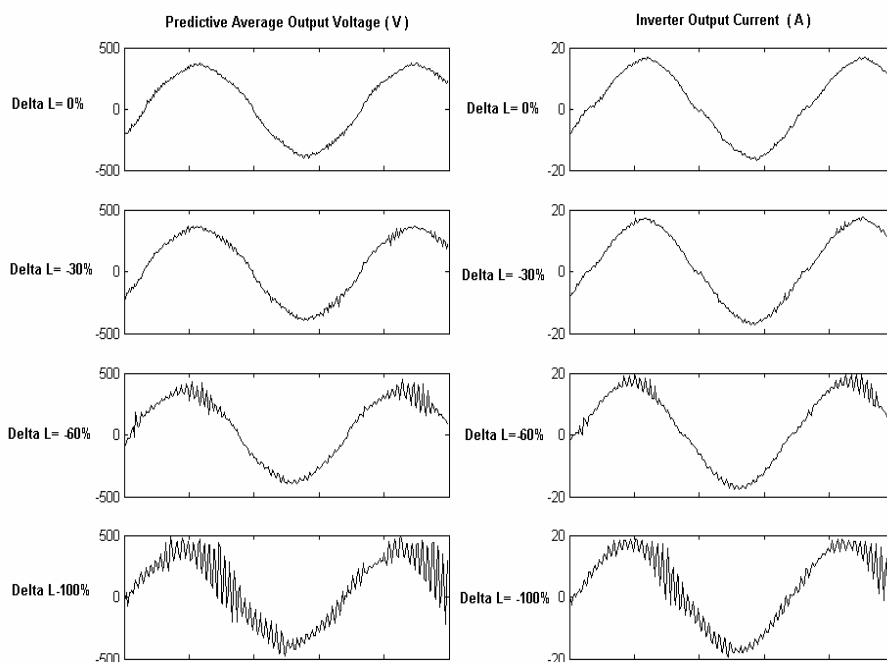 Predictive Average Output Voltage ( V )
Inverter Output Current ( A )
500
0
-500
Delta L= 0%
20
0
-20
Delta L= 0%
500
0
-500
Delta L= -30%
20
0
-20
Delta L= -30%
500
0
-500
Delta L= -60%
20
0
-20
Delta L=-60%
500
0
-500
Delta L-100%
20
0
-20
Delta L= -100%